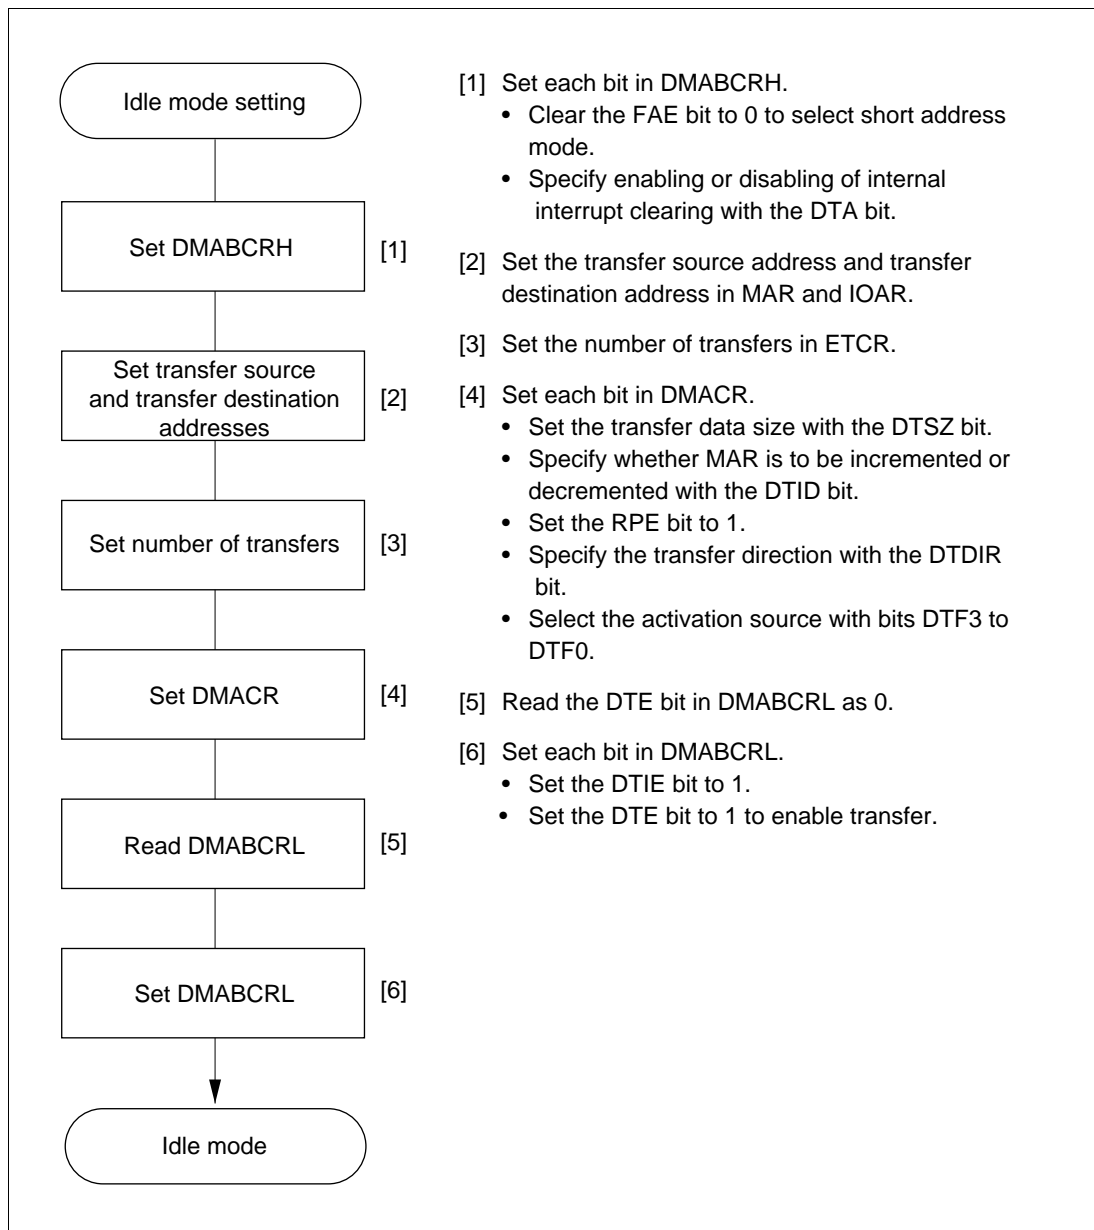 Idle mode setting
Set DMABCRH
[1]
Set transfer source
and transfer destination
addresses
[2]
Set number of transfers
[3]
Set DMACR
[4]
Read DMABCRL
[5]
Set DMABCRL
[6]
Idle mode
[1] Set each bit in DMABCRH.
• Clear the FAE bit to 0 to select short address
mode.
• Specify enabling or disabling of internal
interrupt clearing with the DTA bit.
[2] Set the transfer source address and transfer
destination address in MAR and IOAR.
[3] Set the number of transfers in ETCR.
[4] Set each bit in DMACR.
• Set the transfer data size with the DTSZ bit.
• Specify whether MAR is to be incremented or
decremented with the DTID bit.
• Set the RPE bit to 1.
• Specify the transfer direction with the DTDIR
bit.
• Select the activation source with bits DTF3 to
DTF0.
[5] Read the DTE bit in DMABCRL as 0.
[6] Set each bit in DMABCRL.
• Set the DTIE bit to 1.
• Set the DTE bit to 1 to enable transfer.